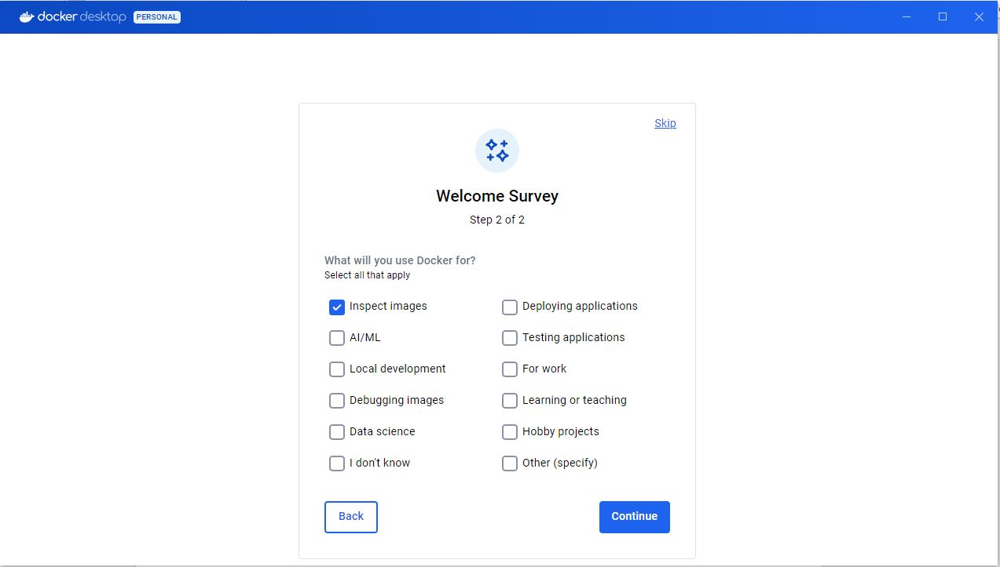 docker desktop PERSONAL
Skip
Welcome Survey
Step 2 of 2
What will you use Docker for?
Select all that apply
Inspect images
Deploying applications
AI/ML
Testing applications
Local development
For work
Debugging images
Learning or teaching
Data science
Hobby projects
I don't know
Other (specify)
Back
Continue